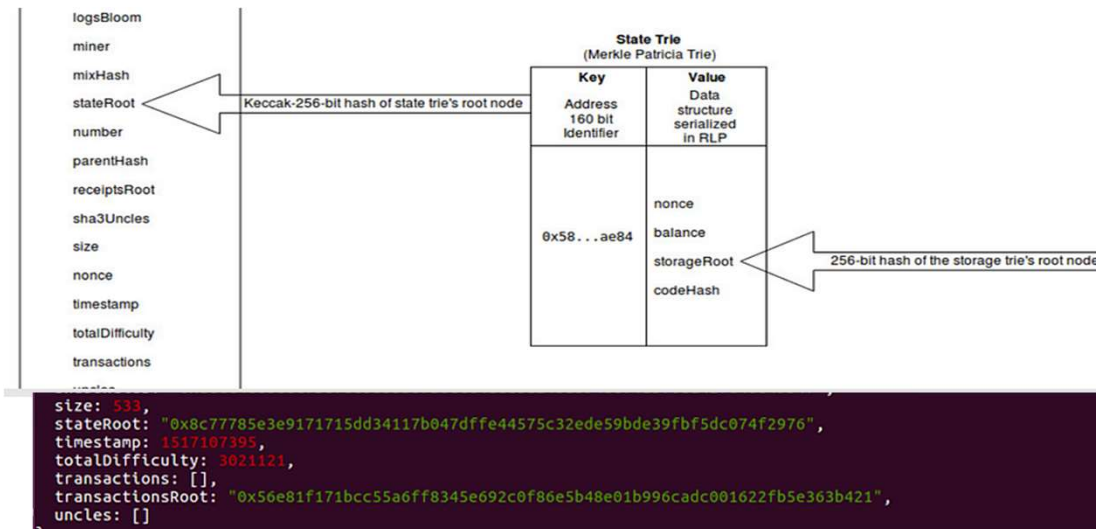 logsBloom
miner
mixHash
stateRoot
number
parentHash
receiptsRoot
sha3Uncles
size
nonce
timestamp
totalDifficulty
transactions
Keccak-256-bit hash of state trie's root node
State Trie
(Merkle Patricia Trie)
Key
Address
160 bit
Identifier
0x58...ae84
Value
Data
structure
serialized
in RLP
nonce
balance
storageRoot
codeHash
256-bit hash of the storage trie's root node
size: 533,
stateRoot: "0x8c77785e3e9171715dd34117b047dffe44575c32ede59bde39fbf5dc074f2976",
timestamp: 1517107395,
totalDifficulty: 3021121,
transactions: [],
transactionsRoot: "0x56e81f171bcc55a6ff8345e692c0f86e5b48e01b996cadc001622fb5e363b421",
uncles: []